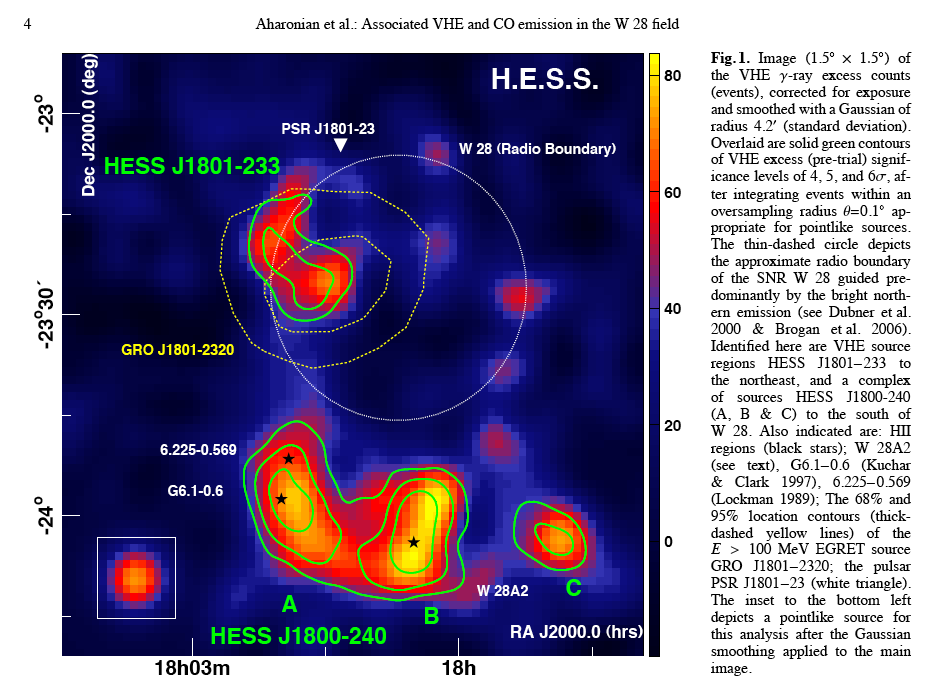 4
Aharonian et al.: Associated VHE and CO emission in the W 28 field
H.E.S.S.
Dec J2000.0 (deg)
-23°
-23°30´
-24°
PSR J1801-23
W 28 (Radio Boundary)
HESS J1801-233
GRO J1801-2320
6.225-0.569
G6.1-0.6
W 28A2
A
B
C
HESS J1800-240
RA J2000.0 (hrs)
18h03m
18h
80
60
40
20
0
Fig. 1. Image (1.5° × 1.5°) of
the VHE γ-ray excess counts
(events), corrected for exposure
and smoothed with a Gaussian of
radius 4.2′ (standard deviation).
Overlaid are solid green contours
of VHE excess (pre-trial) signif-
icance levels of 4, 5, and 6σ, af-
ter integrating events within an
oversampling radius θ=0.1° ap-
propriate for pointlike sources.
The thin-dashed circle depicts
the approximate radio boundary
of the SNR W 28 guided pre-
dominantly by the bright north-
ern emission (see Dubner et al.
2000 & Brogan et al. 2006).
Identified here are VHE source
regions HESS J1801–233 to
the northeast, and a complex
of sources HESS J1800-240
(A, B & C) to the south of
W 28. Also indicated are: HII
regions (black stars); W 28A2
(see text), G6.1–0.6 (Kuchar
& Clark 1997), 6.225–0.569
(Lockman 1989); The 68% and
95% location contours (thick-
dashed yellow lines) of the
E > 100 MeV EGRET source
GRO J1801–2320; the pulsar
PSR J1801–23 (white triangle).
The inset to the bottom left
depicts a pointlike source for
this analysis after the Gaussian
smoothing applied to the main
image.